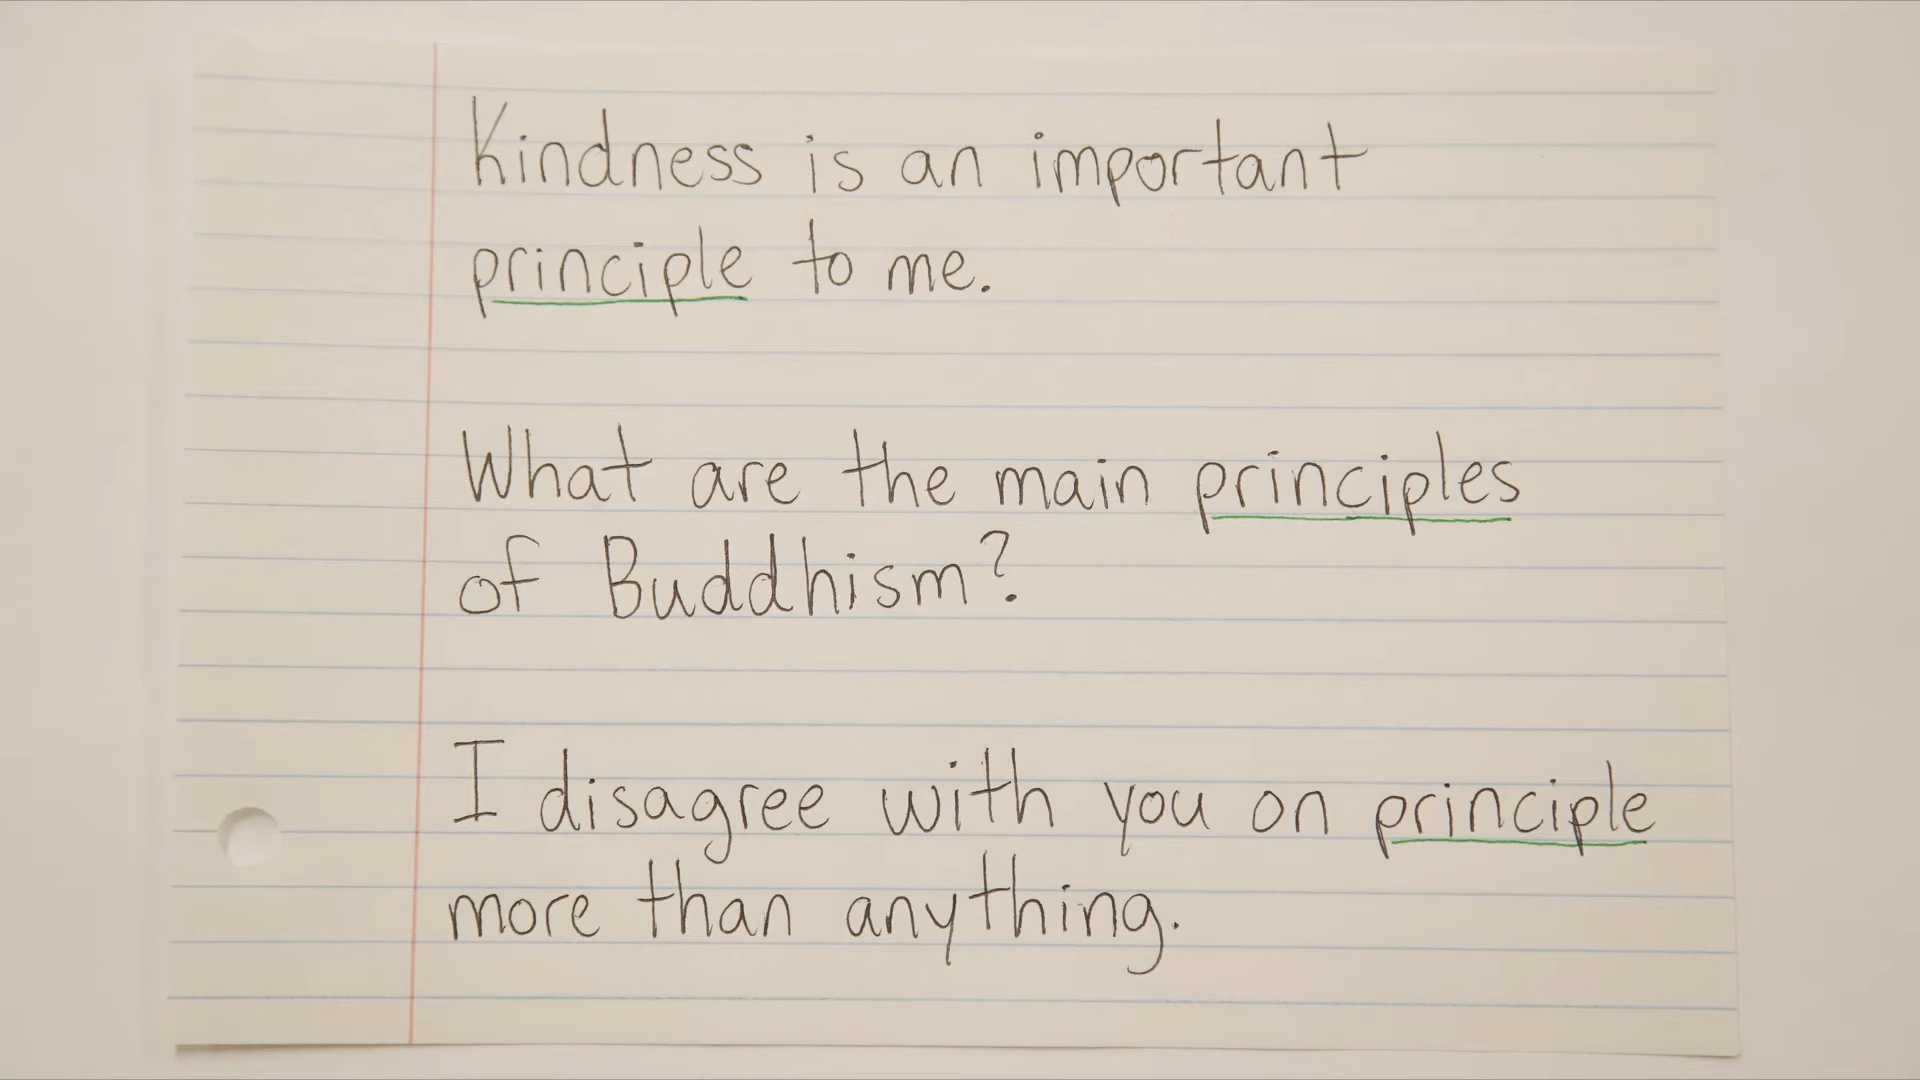 Kindness is an important
principle to me.
What are the main principles
of Buddhism?
I disagree with you on principle
more than anything.